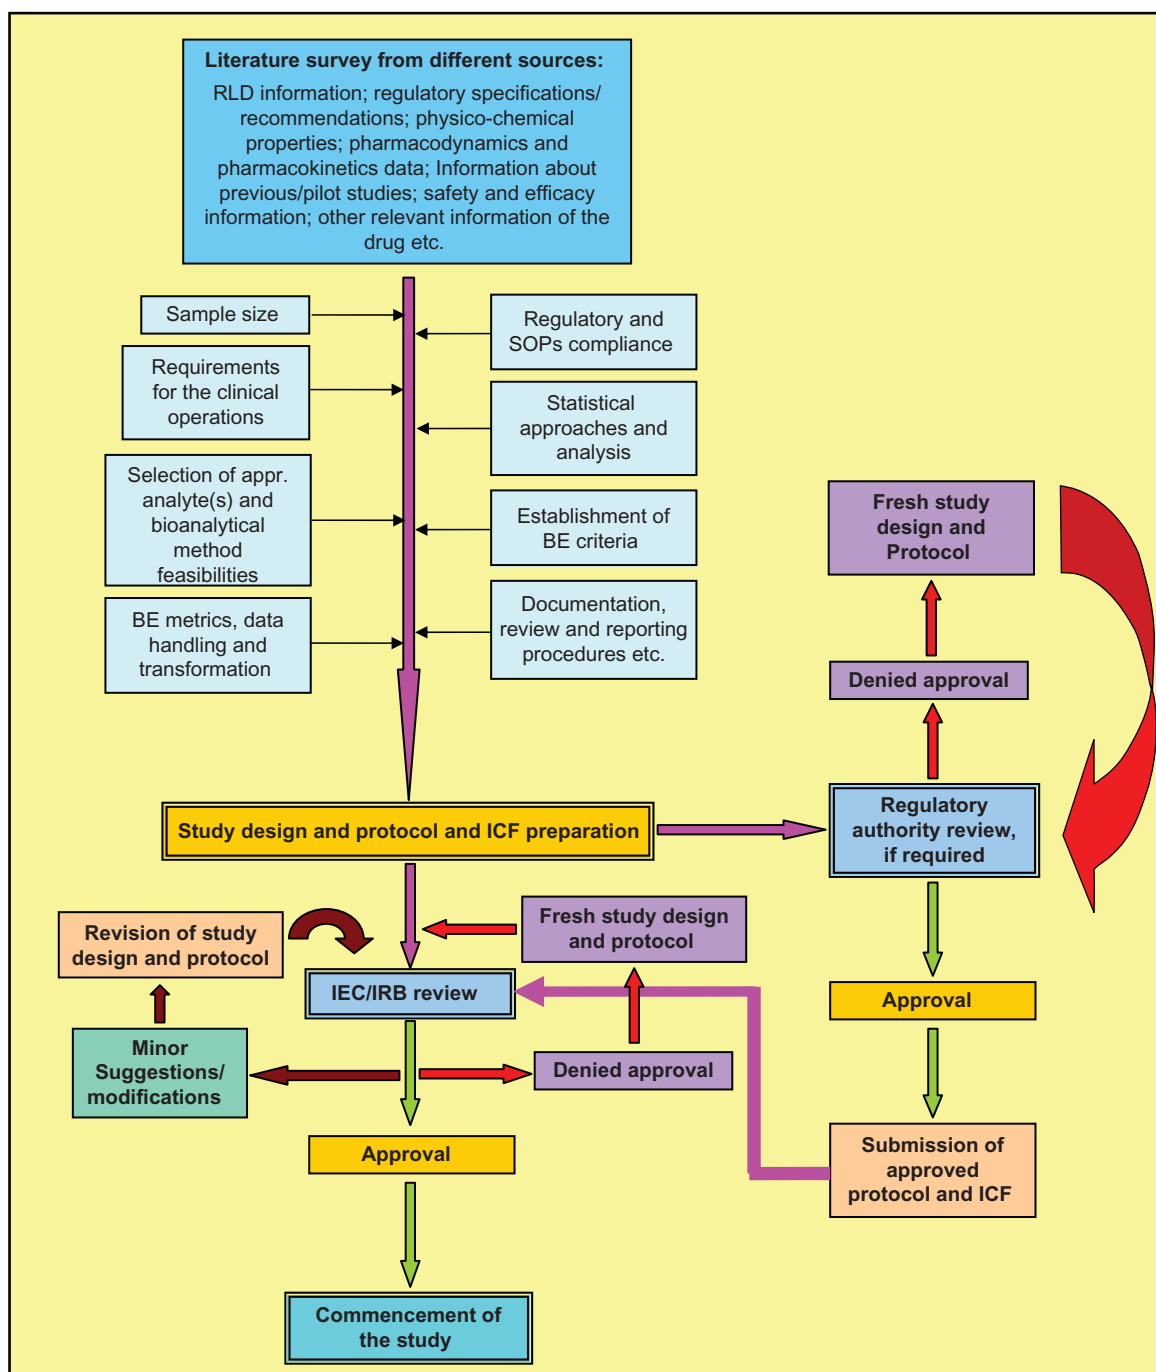 Literature survey from different sources:
RLD information; regulatory specifications/
recommendations; physico-chemical
properties; pharmacodynamics and
pharmacokinetics data; Information about
previous/pilot studies; safety and efficacy
information; other relevant information of the
drug etc.
Sample size
Regulatory and
SOPs compliance
Requirements
for the clinical
operations
Statistical
approaches and
analysis
Selection of appr.
analyte(s) and
bioanalytical
method
feasibilities
Establishment of
BE criteria
BE metrics, data
handling and
transformation
Documentation,
review and reporting
procedures etc.
Fresh study
design and
Protocol
Denied approval
Study design and protocol and ICF preparation
Regulatory
authority review,
if required
Revision of study
design and protocol
Fresh study design
and protocol
IEC/IRB review
Approval
Minor
Suggestions/
modifications
Denied approval
Approval
Submission of
approved
protocol and ICF
Commencement of
the study